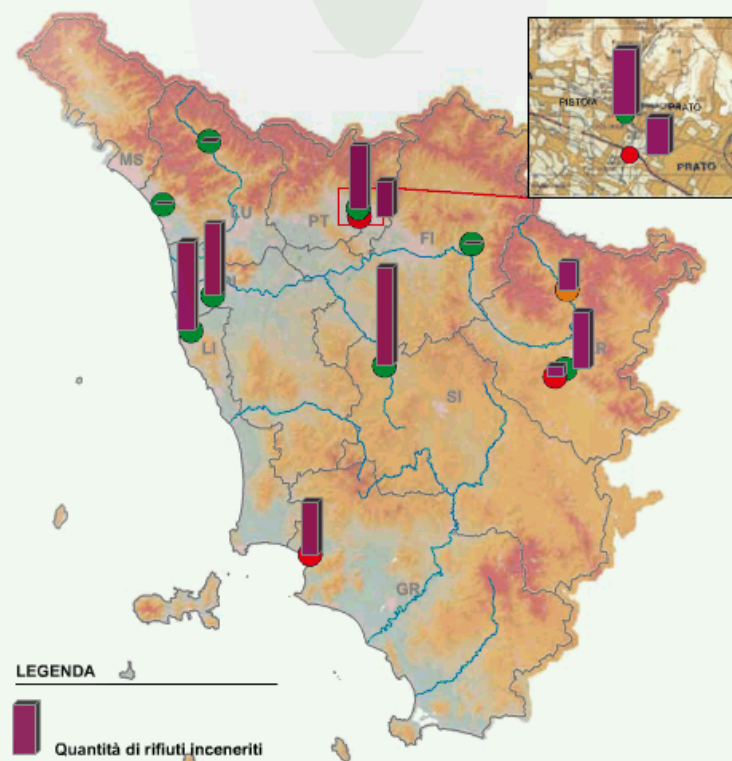 PISTOIA
PRATO
PRATO
MS
LU
PT
FI
LI
SI
GR
LEGENDA
Quantità di rifiuti inceneriti